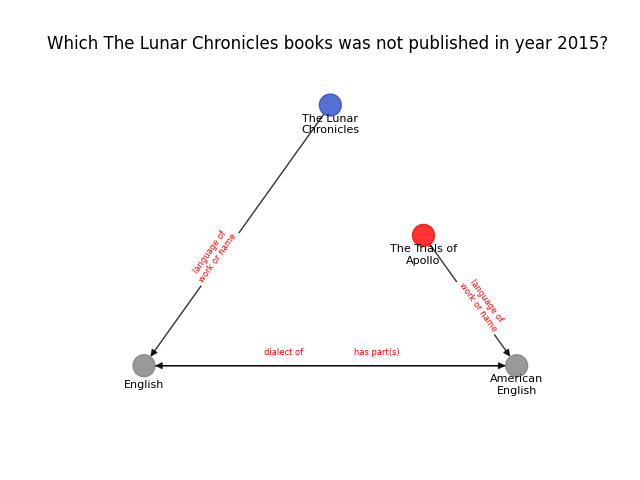 Which The Lunar Chronicles books was not published in year 2015?
The Lunar
Chronicles
language of
work or name
The Trials of
Apollo
language of
work or name
dialect of
has part(s)
English
American
English